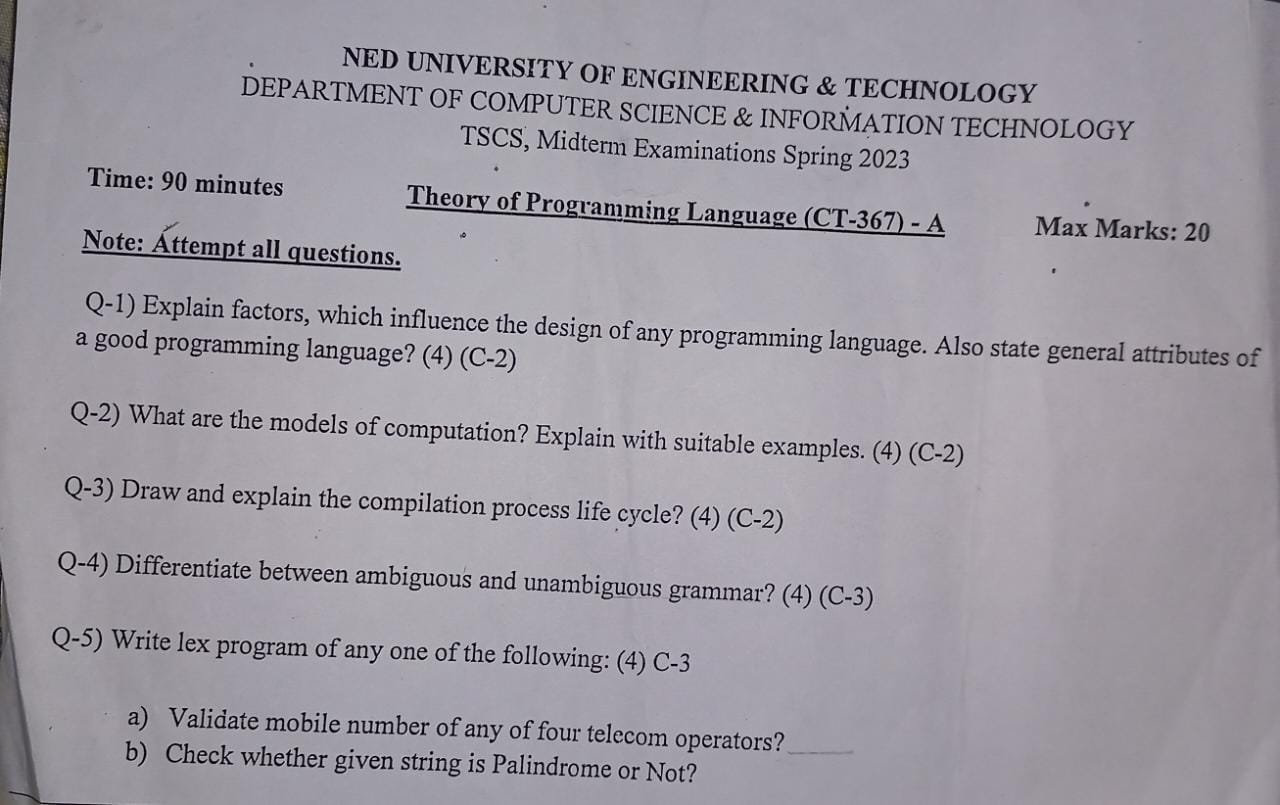 NED UNIVERSITY OF ENGINEERING & TECHNOLOGY
DEPARTMENT OF COMPUTER SCIENCE & INFORMATION TECHNOLOGY
TSCS, Midterm Examinations Spring 2023
Time: 90 minutes
Theory of Programming Language (CT-367) - A
Max Marks: 20
Note: Attempt all questions.
Q-1) Explain factors, which influence the design of any programming language. Also state general attributes of
a good programming language? (4) (C-2)
Q-2) What are the models of computation? Explain with suitable examples. (4) (C-2)
Q-3) Draw and explain the compilation process life cycle? (4) (C-2)
Q-4) Differentiate between ambiguous and unambiguous grammar? (4) (C-3)
Q-5) Write lex program of any one of the following: (4) C-3
a) Validate mobile number of any of four telecom operators?
b) Check whether given string is Palindrome or Not?